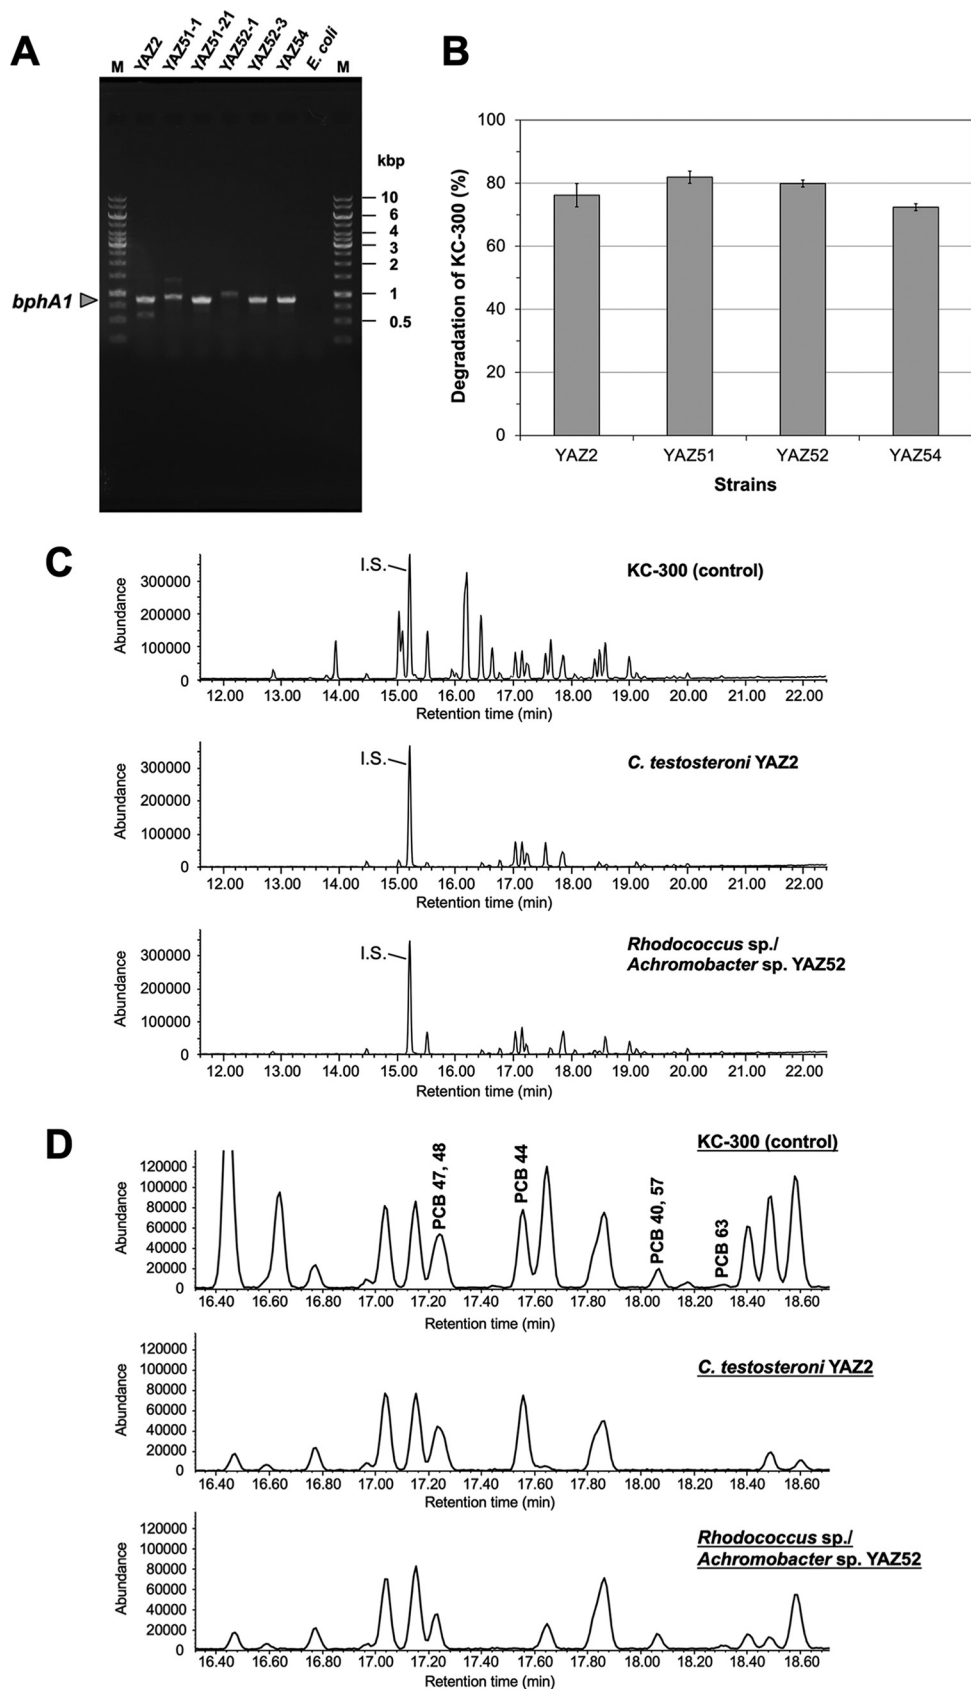 A
M
YAZ2
YAZ51-1
YAZ51-21
YAZ52-1
YAZ52-3
YAZ54
E. coli
M
kbp
10
6
4
3
2
1
0.5
bphA1
B
Degradation of KC-300 (%)
100
80
60
40
20
0
YAZ2 YAZ51 YAZ52 YAZ54
Strains
C
KC-300 (control)
I.S.
Abundance
300000
200000
100000
0
12.00 13.00 14.00 15.00 16.00 17.00 18.00 19.00 20.00 21.00 22.00
Retention time (min)
C. testosteroni YAZ2
I.S.
Abundance
300000
200000
100000
0
12.00 13.00 14.00 15.00 16.00 17.00 18.00 19.00 20.00 21.00 22.00
Retention time (min)
Rhodococcus sp./
Achromobacter sp. YAZ52
I.S.
Abundance
300000
200000
100000
0
12.00 13.00 14.00 15.00 16.00 17.00 18.00 19.00 20.00 21.00 22.00
Retention time (min)
D
KC-300 (control)
PCB 47, 48
PCB 44
PCB 40, 57
PCB 63
Abundance
120000
100000
80000
60000
40000
20000
0
16.40 16.60 16.80 17.00 17.20 17.40 17.60 17.80 18.00 18.20 18.40 18.60
Retention time (min)
C. testosteroni YAZ2
Abundance
120000
100000
80000
60000
40000
20000
0
16.40 16.60 16.80 17.00 17.20 17.40 17.60 17.80 18.00 18.20 18.40 18.60
Retention time (min)
Rhodococcus sp./
Achromobacter sp. YAZ52
Abundance
120000
100000
80000
60000
40000
20000
0
16.40 16.60 16.80 17.00 17.20 17.40 17.60 17.80 18.00 18.20 18.40 18.60
Retention time (min)